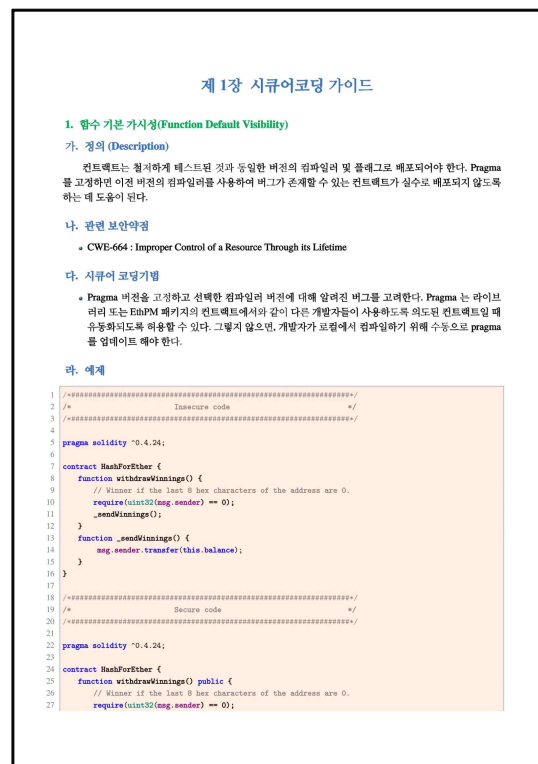 제 1장 시큐어코딩 가이드
1. 함수 기본 가시성(Function Default Visibility)
가. 정의 (Description)
컨트랙트는 철저하게 테스트된 것과 동일한 버전의 컴파일러 및 플래그로 배포되어야 한다. Pragma
를 고정하면 이전 버전의 컴파일러를 사용하여 버그가 존재할 수 있는 컨트랙트가 실수로 배포되지 않도록
하는 데 도움이 된다.
나. 관련 보안약점
• CWE-664 : Improper Control of a Resource Through its Lifetime
다. 시큐어 코딩기법
• Pragma 버전을 고정하고 선택한 컴파일러 버전에 대해 알려진 버그를 고려한다. Pragma 는 라이브
러리 또는 EthPM 패키지의 컨트랙트에서와 같이 다른 개발자들이 사용하도록 의도된 컨트랙트일 때
유동화되도록 허용할 수 있다. 그렇지 않으면, 개발자가 로컬에서 컴파일하기 위해 수동으로 pragma
를 업데이트 해야 한다.
라. 예제
1 /*################################################################*/
2 /* Insecure code */
3 /*################################################################*/
4
5 pragma solidity ^0.4.24;
6
7 contract HashForEther {
8 function withdrawWinnings() {
9 // Winner if the last 8 hex characters of the address are 0.
10 require(uint32(msg.sender) == 0);
11 _sendWinnings();
12 }
13 function _sendWinnings() {
14 msg.sender.transfer(this.balance);
15 }
16 }
17
18 /*################################################################*/
19 /* Secure code */
20 /*################################################################*/
21
22 pragma solidity ^0.4.24;
23
24 contract HashForEther {
25 function withdrawWinnings() public {
26 // Winner if the last 8 hex characters of the address are 0.
27 require(uint32(msg.sender) == 0);